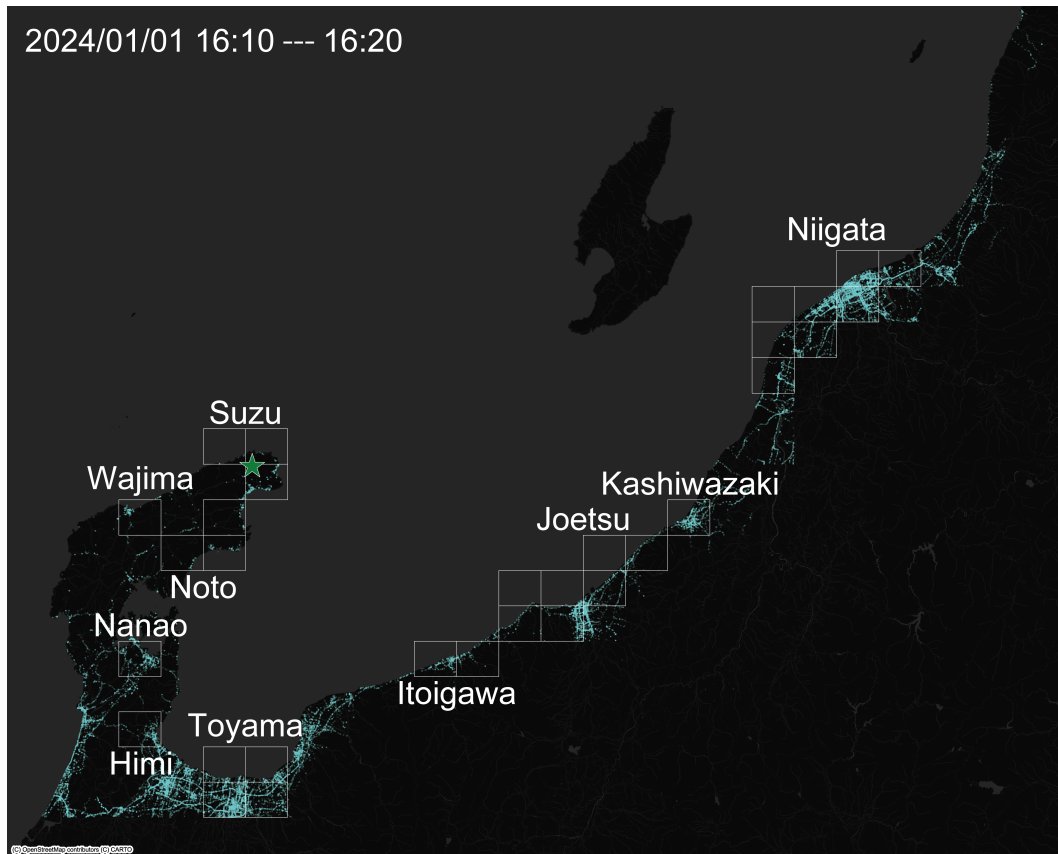 2024/01/01 16:10 --- 16:20
Niigata
Suzu
Wajima
Kashiwazaki
Joetsu
Noto
Nanao
Itoigawa
Toyama
Himi
(C) OpenStreetMap contributors (C) CARTO